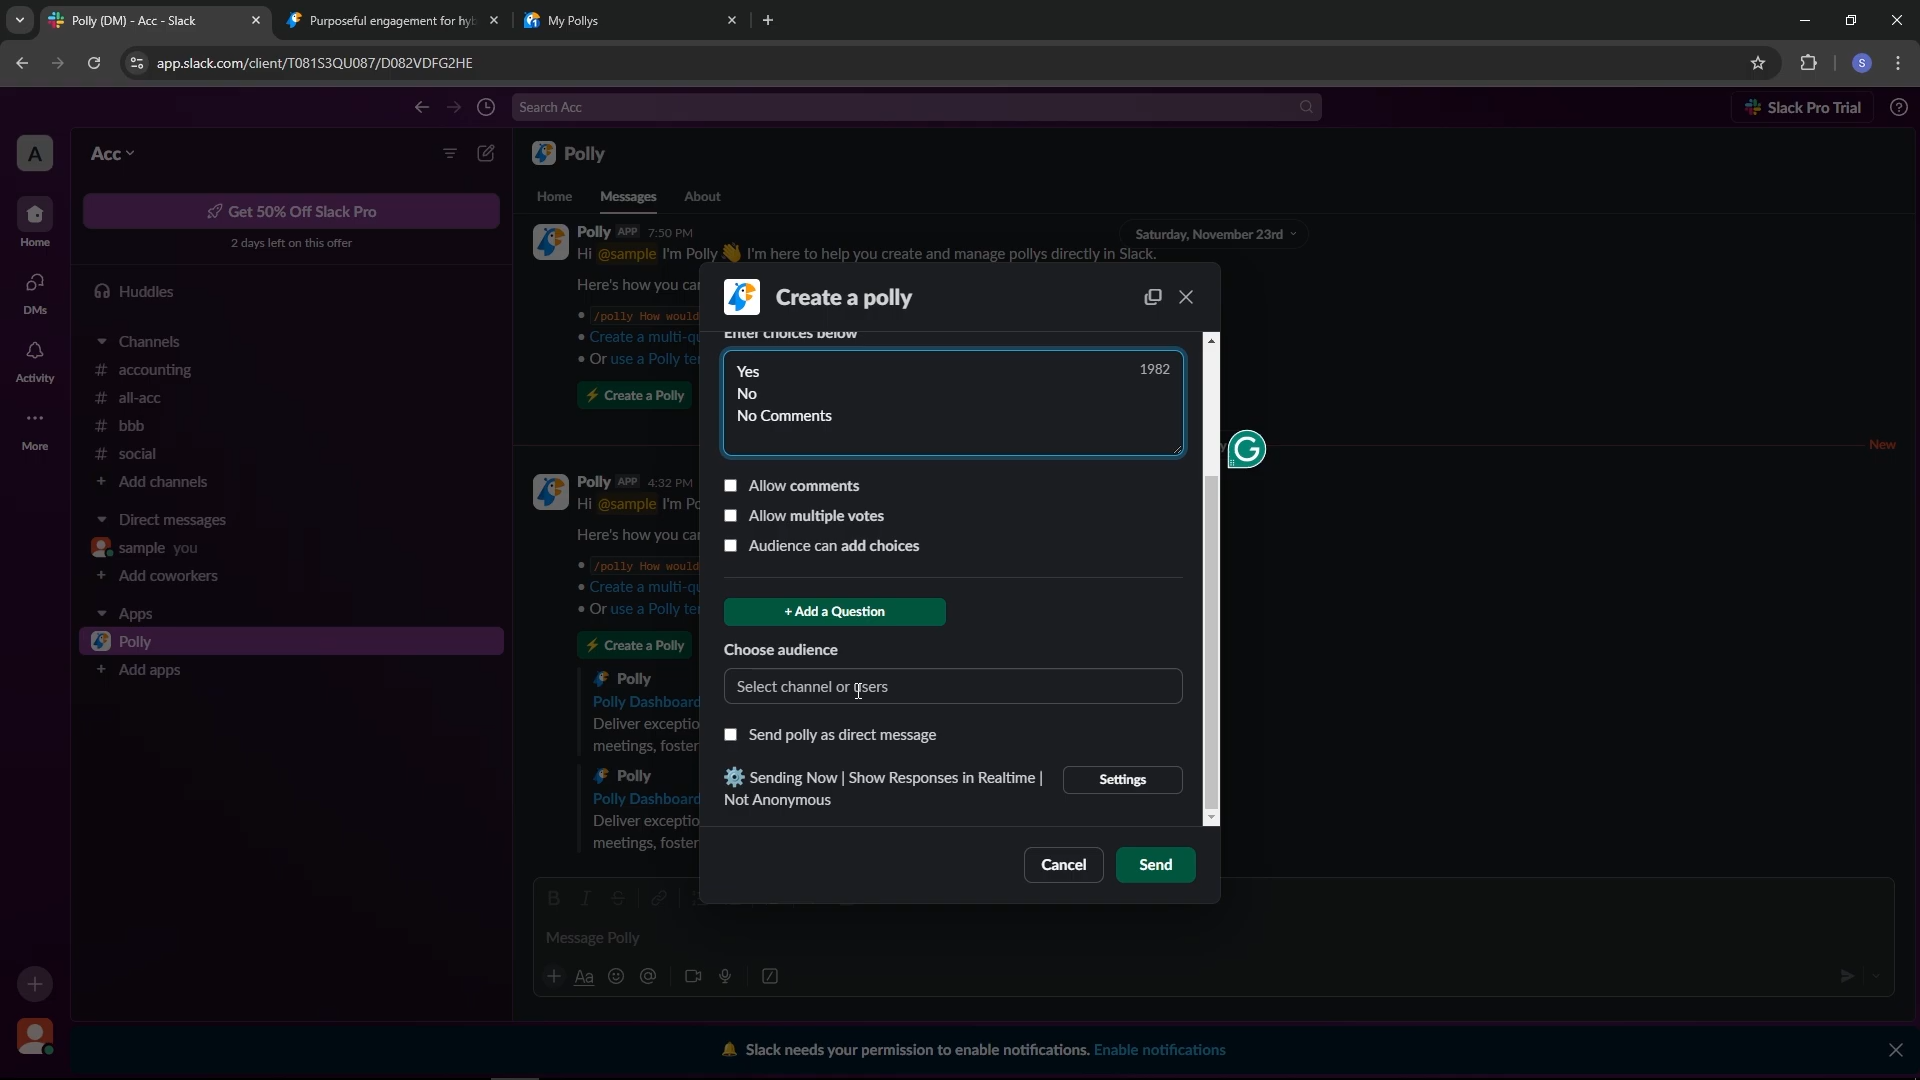 Polly (DM) - Acc - Slack
Purposeful engagement for hyb
My Pollys
app.slack.com/client/T081S3QU087/D082VDFG2HE
S
Search Acc
Slack Pro Trial
A
Acc
Polly
Get 50% Off Slack Pro
2 days left on this offer
Home
DMs
Activity
More
Huddles
Channels
# accounting
# all-acc
# bbb
# social
+ Add channels
Direct messages
sample you
+ Add coworkers
Apps
Polly
+ Add apps
Home
Messages
About
Saturday, November 23rd
Polly APP 7:50 PM
Hi @sample I'm Polly 👋 I'm here to help you create and manage pollys directly in Slack.
Here's how you car
• /polly How would
• Create a multi-qu
• Or use a Polly ter
⚡ Create a Polly
New
Polly APP 4:32 PM
Hi @sample I'm Po
Here's how you car
• /polly How would
• Create a multi-qu
• Or use a Polly ter
⚡ Create a Polly
Polly
Polly Dashboard
Deliver exceptio
meetings, foster
Polly
Polly Dashboard
Deliver exceptio
meetings, foster
Create a polly
Enter choices below
Yes
1982
No
No Comments
Allow comments
Allow multiple votes
Audience can add choices
+ Add a Question
Choose audience
Select channel or users
Send polly as direct message
⚙️ Sending Now | Show Responses in Realtime |
Not Anonymous
Settings
Cancel
Send
Message Polly
Aa
🔔 Slack needs your permission to enable notifications. Enable notifications